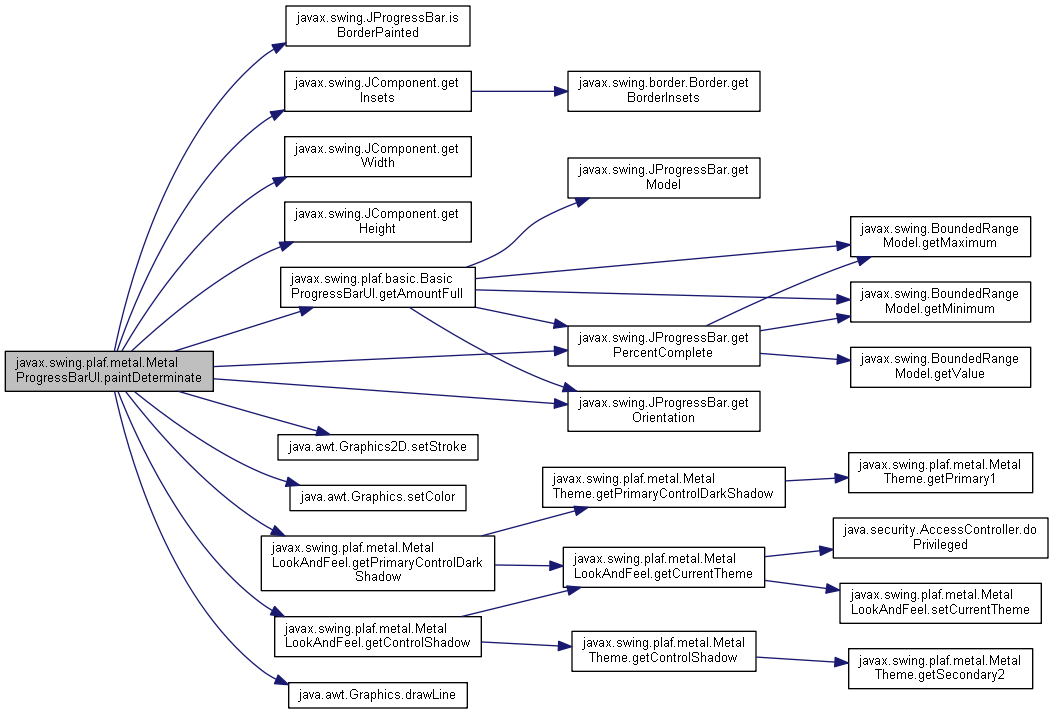 javax.swing.JProgressBar.is
BorderPainted
javax.swing.JComponent.get
Insets
javax.swing.border.Border.get
BorderInsets
javax.swing.JComponent.get
Width
javax.swing.JProgressBar.get
Model
javax.swing.JComponent.get
Height
javax.swing.BoundedRange
Model.getMaximum
javax.swing.plaf.basic.Basic
ProgressBarUI.getAmountFull
javax.swing.BoundedRange
Model.getMinimum
javax.swing.JProgressBar.get
PercentComplete
javax.swing.plaf.metal.Metal
ProgressBarUI.paintDeterminate
javax.swing.BoundedRange
Model.getValue
javax.swing.JProgressBar.get
Orientation
java.awt.Graphics2D.setStroke
javax.swing.plaf.metal.Metal
Theme.getPrimary1
javax.swing.plaf.metal.Metal
Theme.getPrimaryControlDarkShadow
java.awt.Graphics.setColor
java.security.AccessController.do
Privileged
javax.swing.plaf.metal.Metal
LookAndFeel.getPrimaryControlDark
Shadow
javax.swing.plaf.metal.Metal
LookAndFeel.getCurrentTheme
javax.swing.plaf.metal.Metal
LookAndFeel.setCurrentTheme
javax.swing.plaf.metal.Metal
LookAndFeel.getControlShadow
javax.swing.plaf.metal.Metal
Theme.getControlShadow
javax.swing.plaf.metal.Metal
Theme.getSecondary2
java.awt.Graphics.drawLine